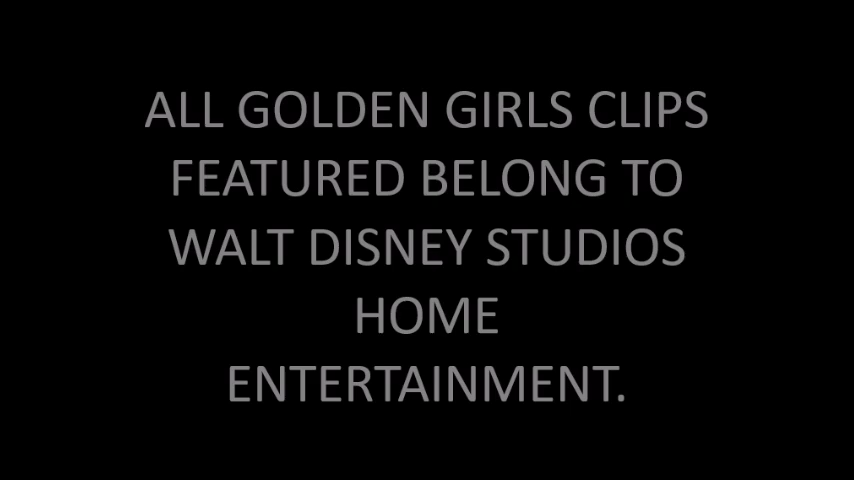 ALL GOLDEN GIRLS CLIPS
FEATURED BELONG TO
WALT DISNEY STUDIOS
HOME
ENTERTAINMENT.